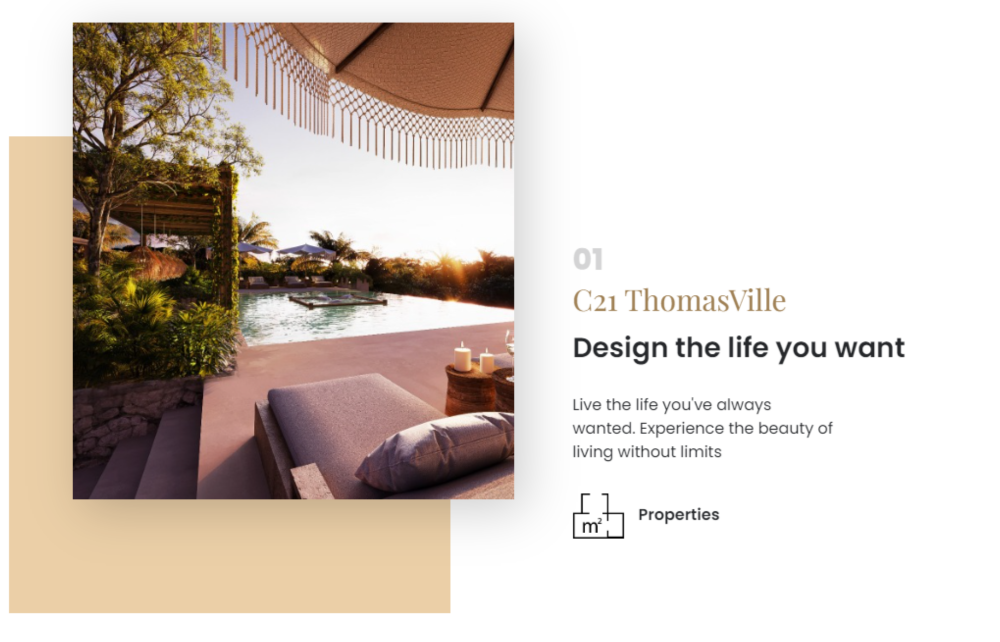 01
C21 ThomasVille
Design the life you want
Live the life you've always
wanted. Experience the beauty of
living without limits
m²
Properties